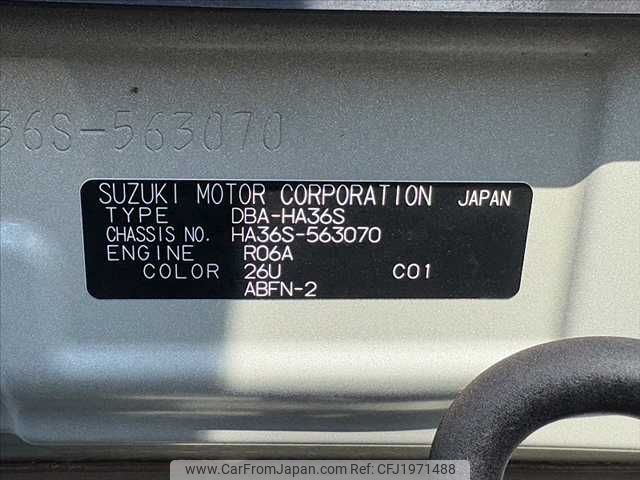 36S-563070
SUZUKI MOTOR CORPORATION JAPAN
TYPE DBA-HA36S
CHASSIS NO. HA36S-563070
ENGINE R06A
COLOR 26U C01
ABFN-2
www.CarFromJapan.com - CFJ1971488